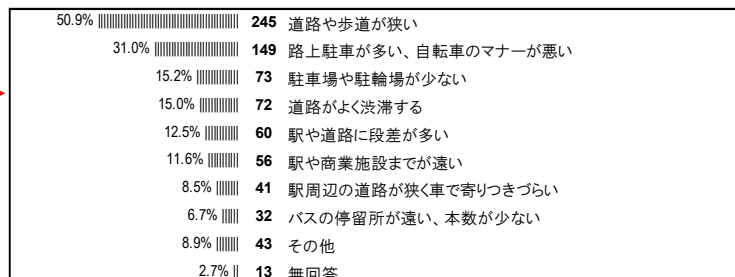 50.9% 245 道路や歩道が狭い
31.0% 149 路上駐車が多い、自転車のマナーが悪い
15.2% 73 駐車場や駐輪場が少ない
15.0% 72 道路がよく渋滞する
12.5% 60 駅や道路に段差が多い
11.6% 56 駅や商業施設までが遠い
8.5% 41 駅周辺の道路が狭く車で寄りつきづらい
6.7% 32 バスの停留所が遠い、本数が少ない
8.9% 43 その他
2.7% 13 無回答